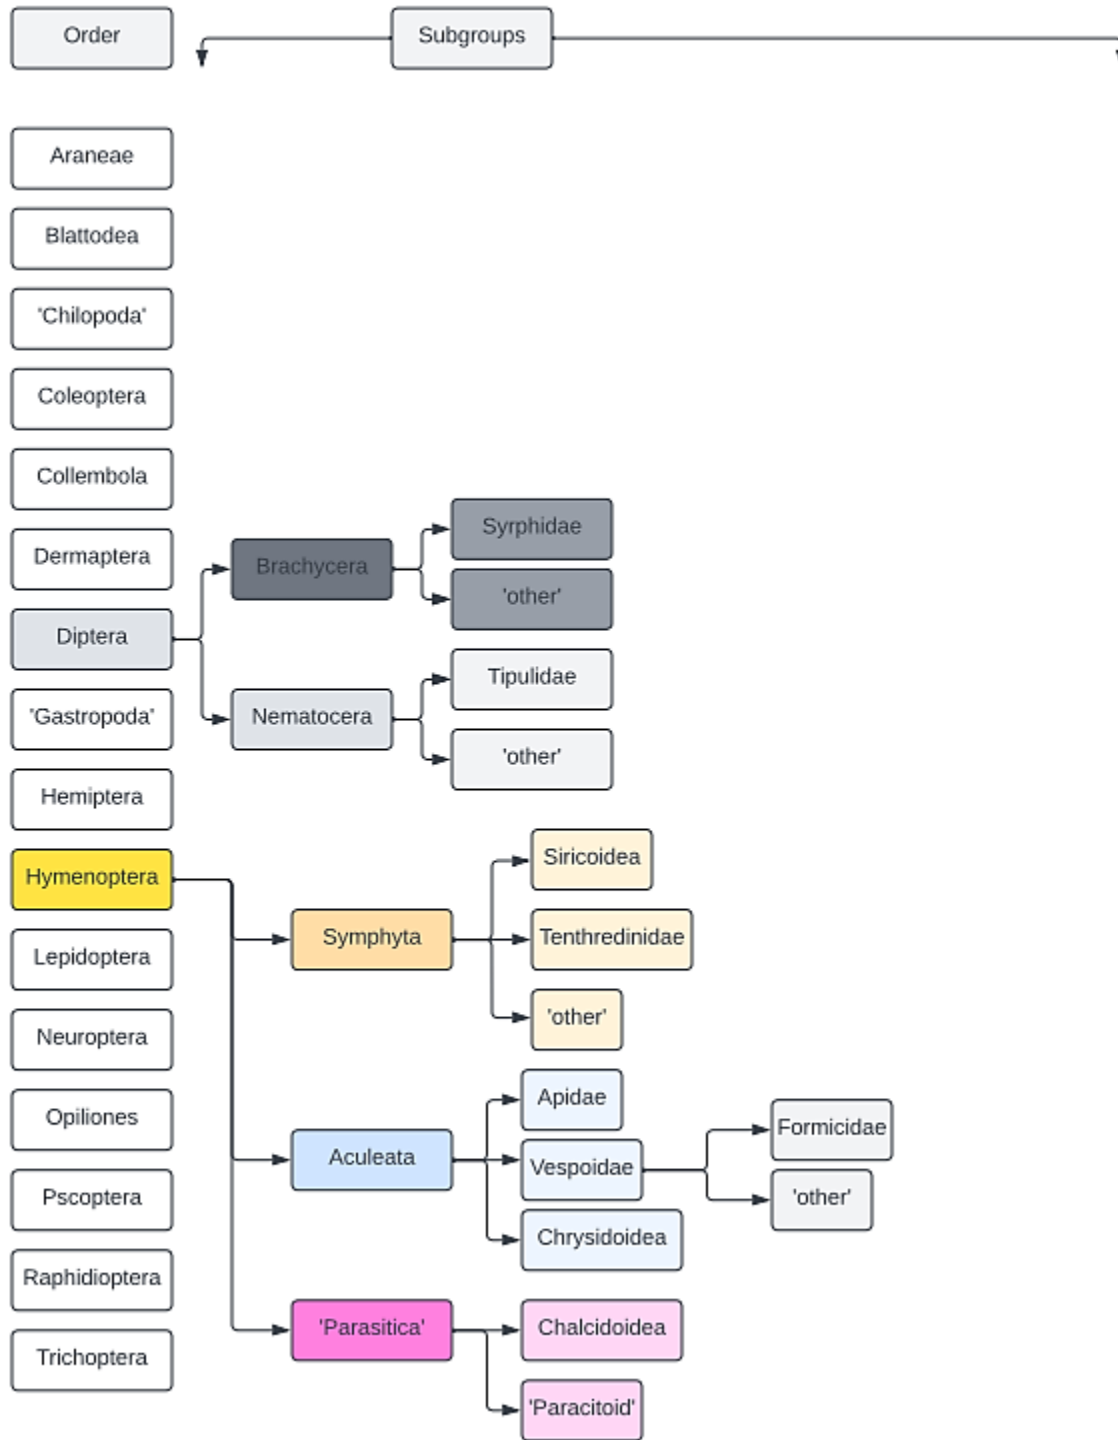 Order
Subgroups
Araneae
Blattodea
'Chilopoda'
Coleoptera
Collembola
Dermaptera
Diptera
'Gastropoda'
Hemiptera
Hymenoptera
Lepidoptera
Neuroptera
Opiliones
Pscoptera
Raphidioptera
Trichoptera
Brachycera
Nematocera
Syrphidae
'other'
Tipulidae
'other'
Symphyta
Siricoidea
Tenthredinidae
'other'
Aculeata
Apidae
Vespoidae
Chrysidoidea
Formicidae
'other'
'Parasitica'
Chalcidoidea
'Paracitoid'